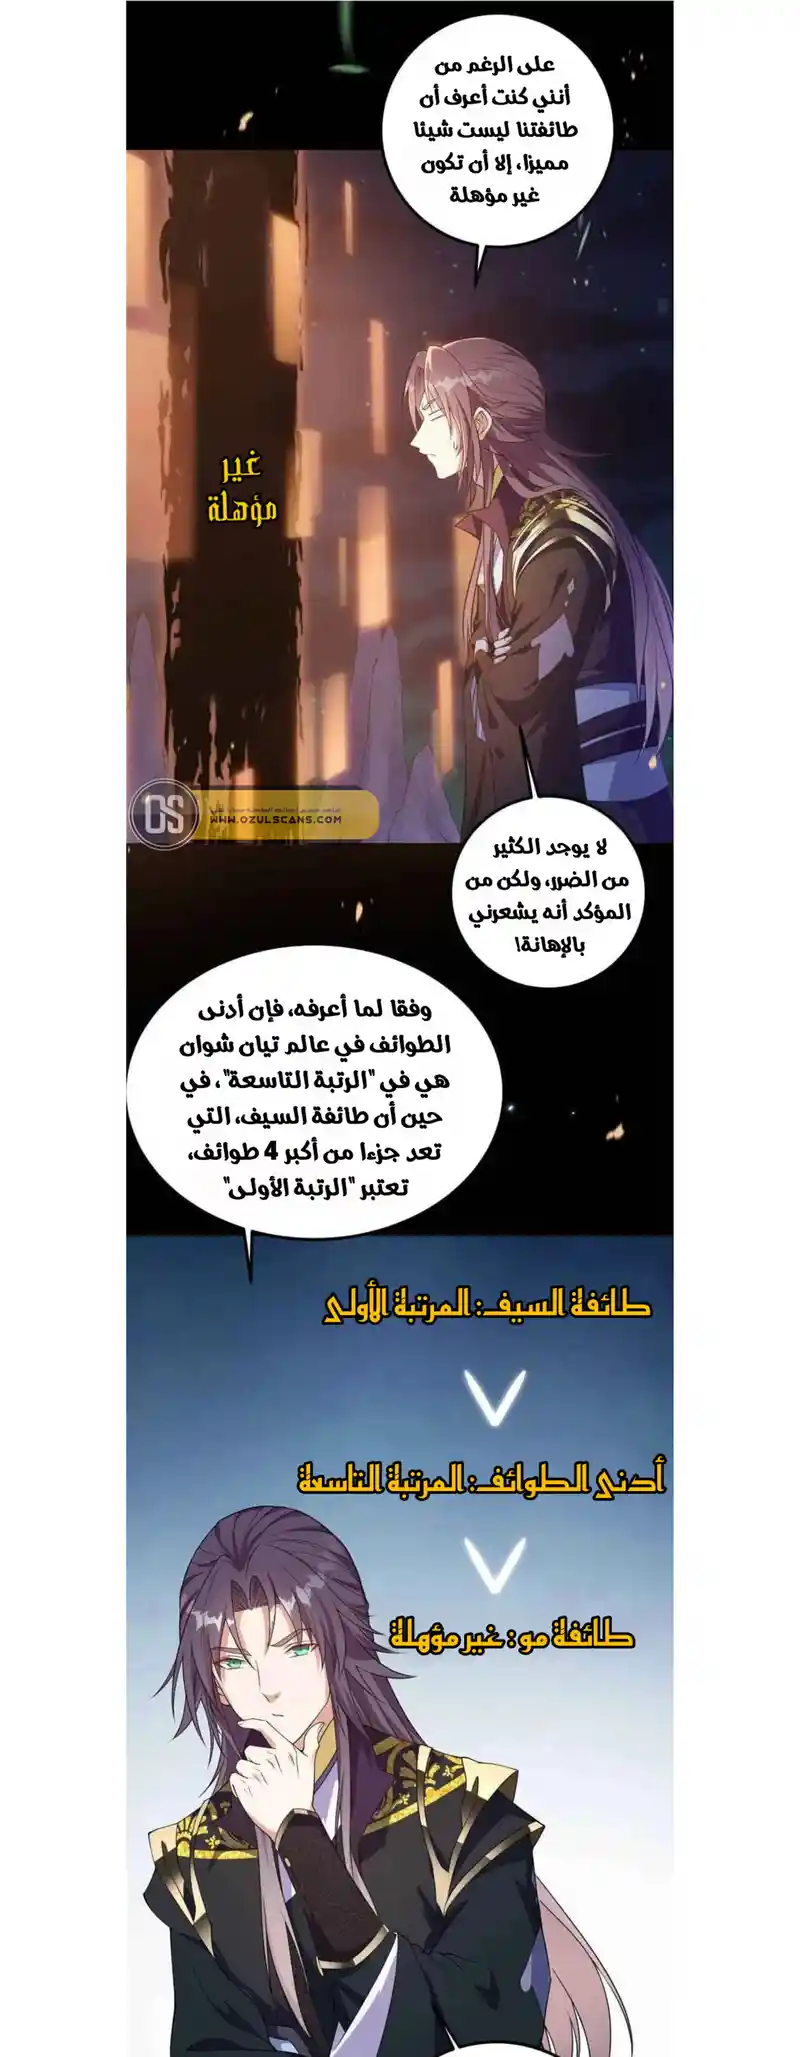 على الرغم من
أنني كنت أعرف أن
طائفتنا ليست شيئا
مميزا، إلا أن تكون
غير مؤهلة
غير
مؤهلة
OS
WWW.OZULSCANS.COM
لا يوجد الكثير
من الضرر، ولكن من
المؤكد أنه يشعرني
بالإهانة!
وفقا لما أعرفه، فإن أدنى
الطوائف في عالم تيان شوان
هي في "الرتبة التاسعة"، في
حين أن طائفة السيف، التي
تعد جزءا من أكبر 4 طوائف،
تعتبر "الرتبة الأولى"
طائفة السيف: المرتبة الأولى
أدنى الطوائف: المرتبة التاسعة
طائفة مو: غير مؤهلة